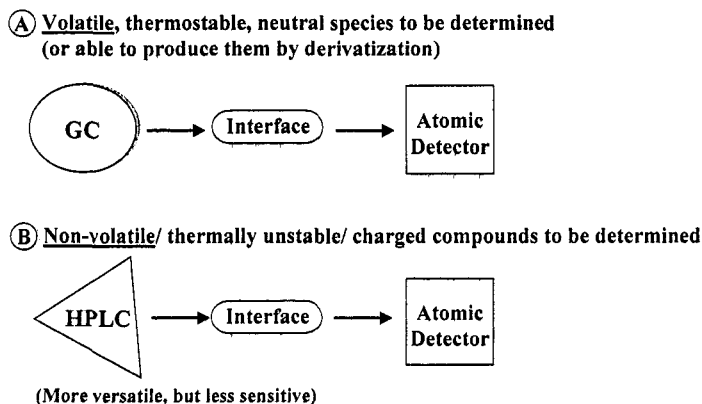 A Volatile, thermostable, neutral species to be determined
(or able to produce them by derivatization)
GC
Interface
Atomic
Detector
B Non-volatile/ thermally unstable/ charged compounds to be determined
HPLC
Interface
Atomic
Detector
(More versatile, but less sensitive)